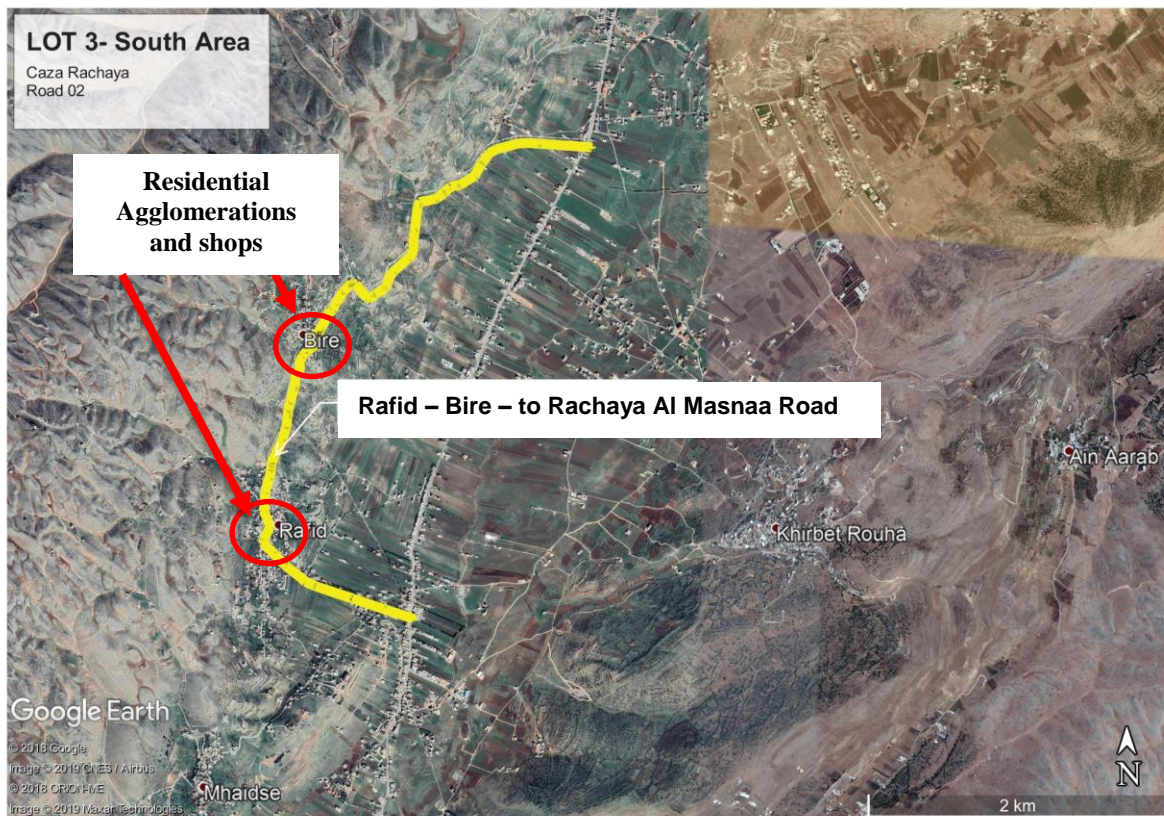 LOT 3- South Area
Caza Rachaya
Road 02
Residential
Agglomerations
and shops
Bire
Rafid – Bire – to Rachaya Al Masnaa Road
Ain Aarab
Rafid
Khirbet Rouha
Google Earth
© 2018 Google
Image © 2019 CNES / Airbus
© 2018 ORION-ME
Image © 2019 Maxar Technologies
Mhaidse
N
2 km